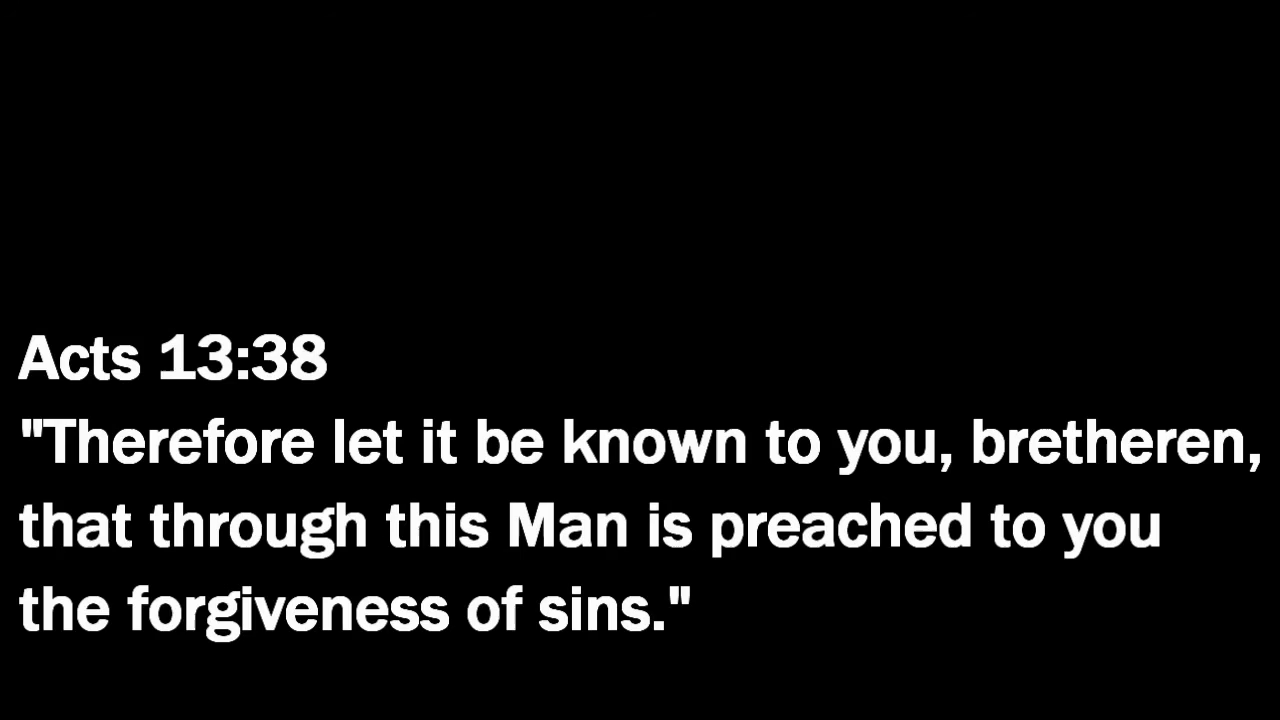 Acts 13:38
"Therefore let it be known to you, bretheren,
that through this Man is preached to you
the forgiveness of sins."